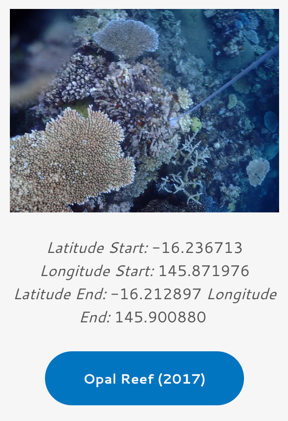 Latitude Start: -16.236713
Longitude Start: 145.871976
Latitude End: -16.212897 Longitude
End: 145.900880
Opal Reef (2017)